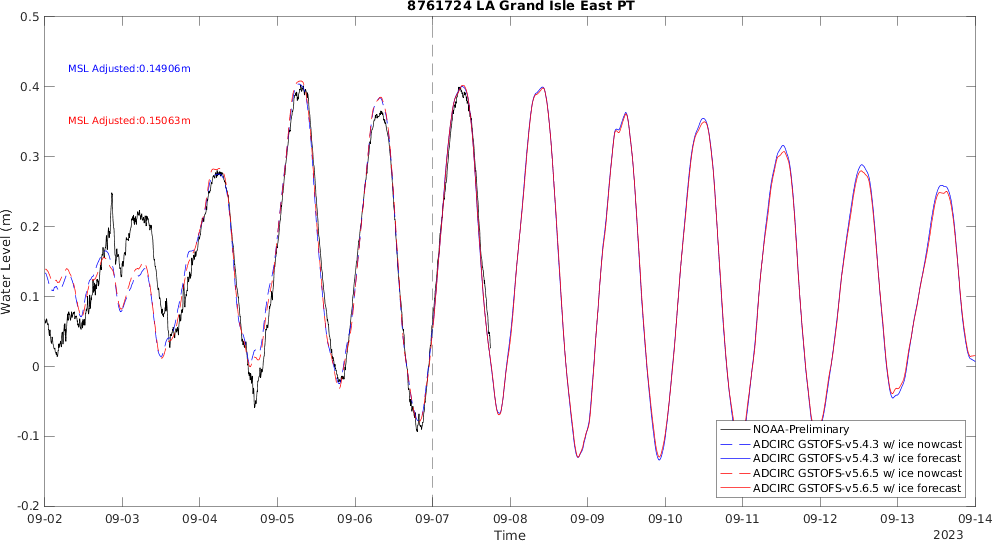 8761724 LA Grand Isle East PT
0.5
MSL Adjusted:0.14906m
0.4
MSL Adjusted:0.15063m
0.3
0.2
Water Level (m)
0.1
0
-0.1
-0.2
NOAA-Preliminary
ADCIRC GSTOFS-v5.4.3 w/ ice nowcast
ADCIRC GSTOFS-v5.4.3 w/ ice forecast
ADCIRC GSTOFS-v5.6.5 w/ ice nowcast
ADCIRC GSTOFS-v5.6.5 w/ ice forecast
09-02 09-03 09-04 09-05 09-06 09-07 09-08 09-09 09-10 09-11 09-12 09-13 09-14
Time
2023